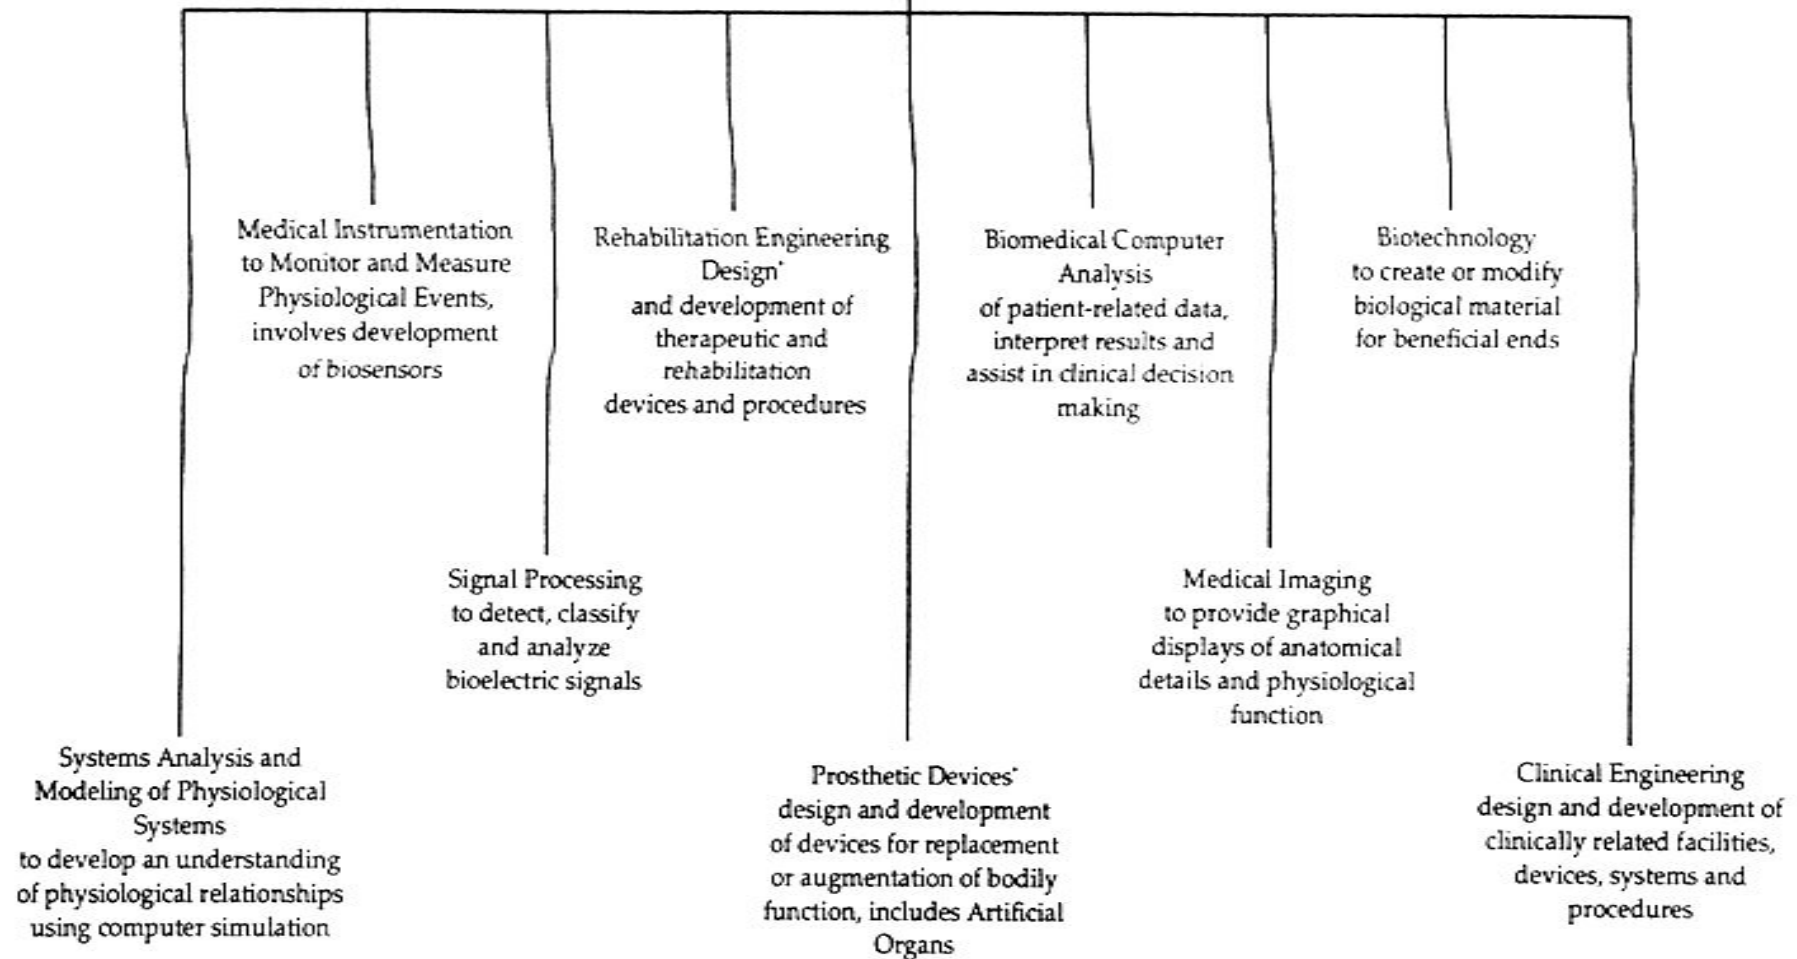 Medical Instrumentation
to Monitor and Measure
Physiological Events,
involves development
of biosensors
Rehabilitation Engineering
Design*
and development of
therapeutic and
rehabilitation
devices and procedures
Biomedical Computer
Analysis
of patient-related data,
interpret results and
assist in clinical decision
making
Biotechnology
to create or modify
biological material
for beneficial ends
Signal Processing
to detect, classify
and analyze
bioelectric signals
Medical Imaging
to provide graphical
displays of anatomical
details and physiological
function
Systems Analysis and
Modeling of Physiological
Systems
to develop an understanding
of physiological relationships
using computer simulation
Prosthetic Devices*
design and development
of devices for replacement
or augmentation of bodily
function, includes Artificial
Organs
Clinical Engineering
design and development of
clinically related facilities,
devices, systems and
procedures